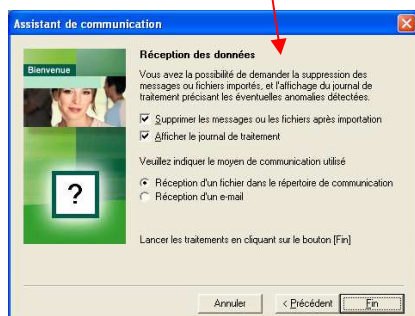 Assistant de communication
Bienvenue
Réception des données
Vous avez la possibilité de demander la suppression des
messages ou fichiers importés, et l'affichage du journal de
traitement précisant les éventuelles anomalies détectées.
Supprimer les messages ou les fichiers après importation
Afficher le journal de traitement
Veuillez indiquer le moyen de communication utilisé
Réception d'un fichier dans le répertoire de communication
Réception d'un e-mail
?
Lancer les traitements en cliquant sur le bouton [Fin]
Annuler
< Précédent
Fin